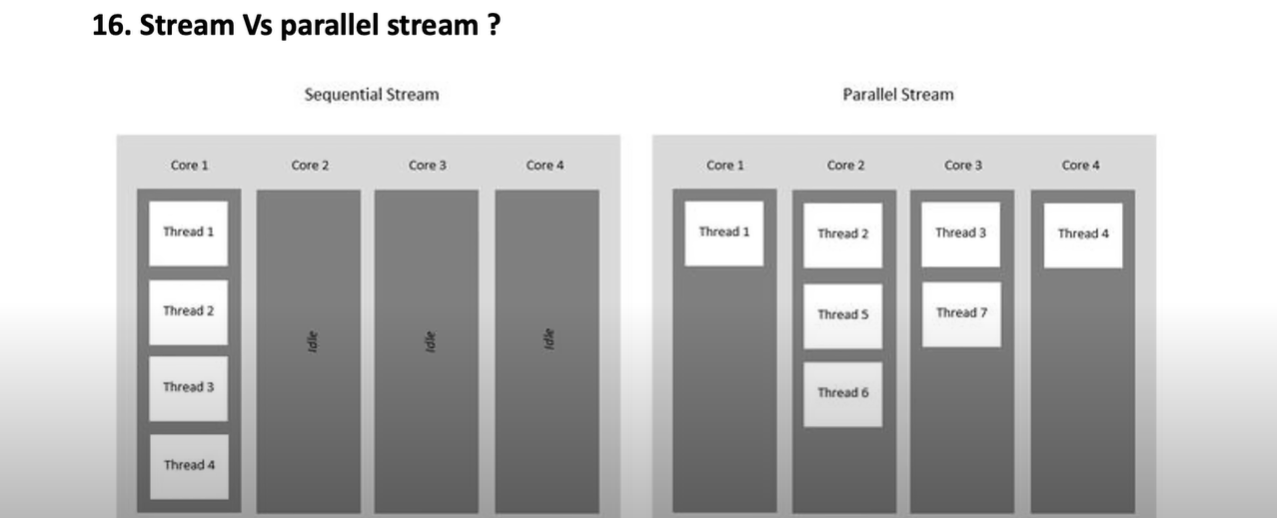 16. Stream Vs parallel stream ?
Sequential Stream
Core 1 Core 2 Core 3 Core 4
Thread 1
Thread 2
Thread 3
Thread 4
Idle Idle Idle
Parallel Stream
Core 1 Core 2 Core 3 Core 4
Thread 1 Thread 2 Thread 3 Thread 4
Thread 5 Thread 7
Thread 6